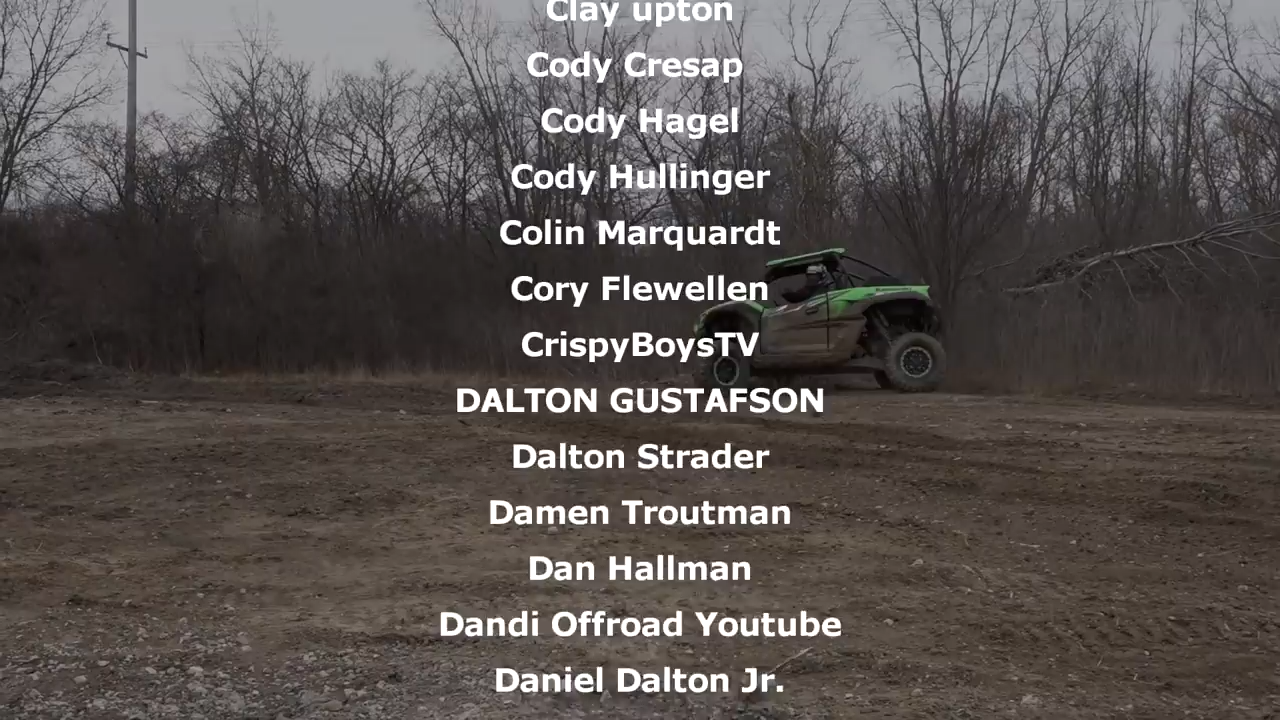 Clay upton
Cody Cresap
Cody Hagel
Cody Hullinger
Colin Marquardt
Cory Flewellen
CrispyBoysTV
DALTON GUSTAFSON
Dalton Strader
Damen Troutman
Dan Hallman
Dandi Offroad Youtube
Daniel Dalton Jr.